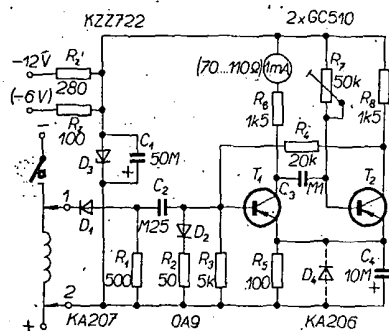 KZZ722 2xGC510
-12V R₂' 280
(-6V) R₂ 100
(70...110Ω) 1mA
R₆ 1k5
R₇ 50k
R₈ 1k5
R₄ 20k
D₃ C₁ 50M +
C₃ M1
T₁ T₂
- 1 D₁ C₂ M25 D₂
R₁ 500
R₂ 50
R₃ 5k
R₅ 100
D₄
C₄ 10M +
+ 2
KA207 OA9 KA206